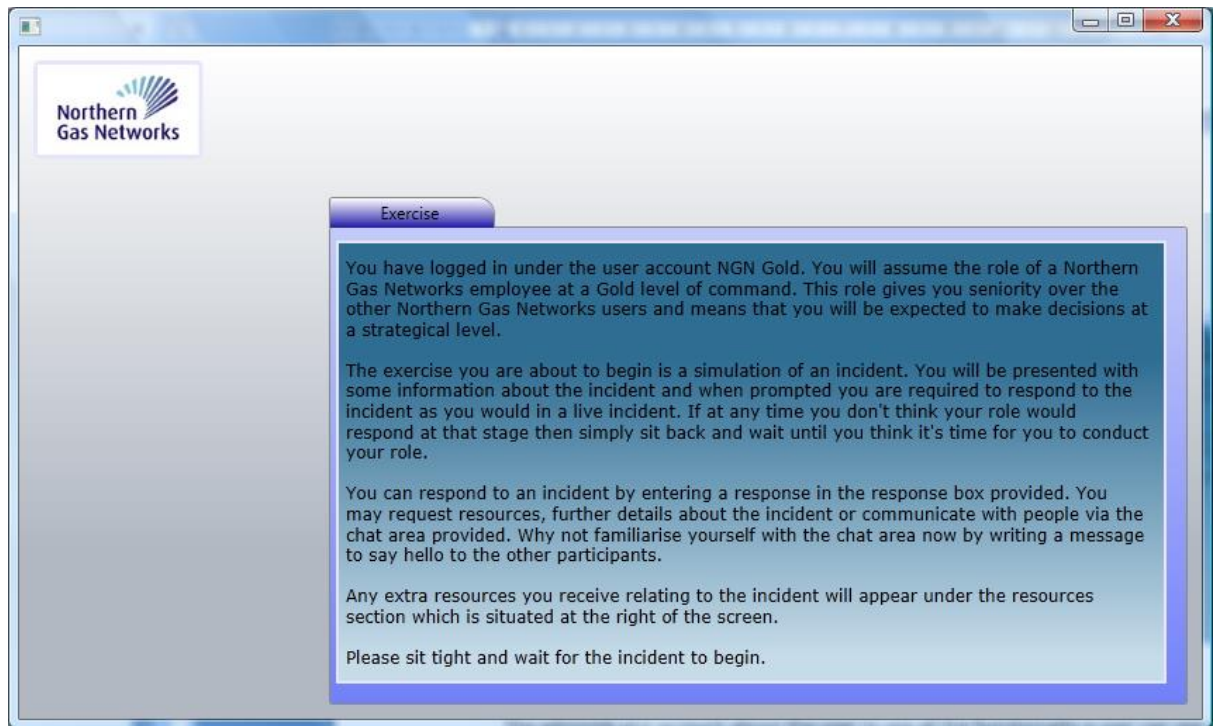 Northern
Gas Networks
Exercise
You have logged in under the user account NGN Gold. You will assume the role of a Northern
Gas Networks employee at a Gold level of command. This role gives you seniority over the
other Northern Gas Networks users and means that you will be expected to make decisions at
a strategical level.
The exercise you are about to begin is a simulation of an incident. You will be presented with
some information about the incident and when prompted you are required to respond to the
incident as you would in a live incident. If at any time you don't think your role would
respond at that stage then simply sit back and wait until you think it's time for you to conduct
your role.
You can respond to an incident by entering a response in the response box provided. You
may request resources, further details about the incident or communicate with people via the
chat area provided. Why not familiarise yourself with the chat area now by writing a message
to say hello to the other participants.
Any extra resources you receive relating to the incident will appear under the resources
section which is situated at the right of the screen.
Please sit tight and wait for the incident to begin.